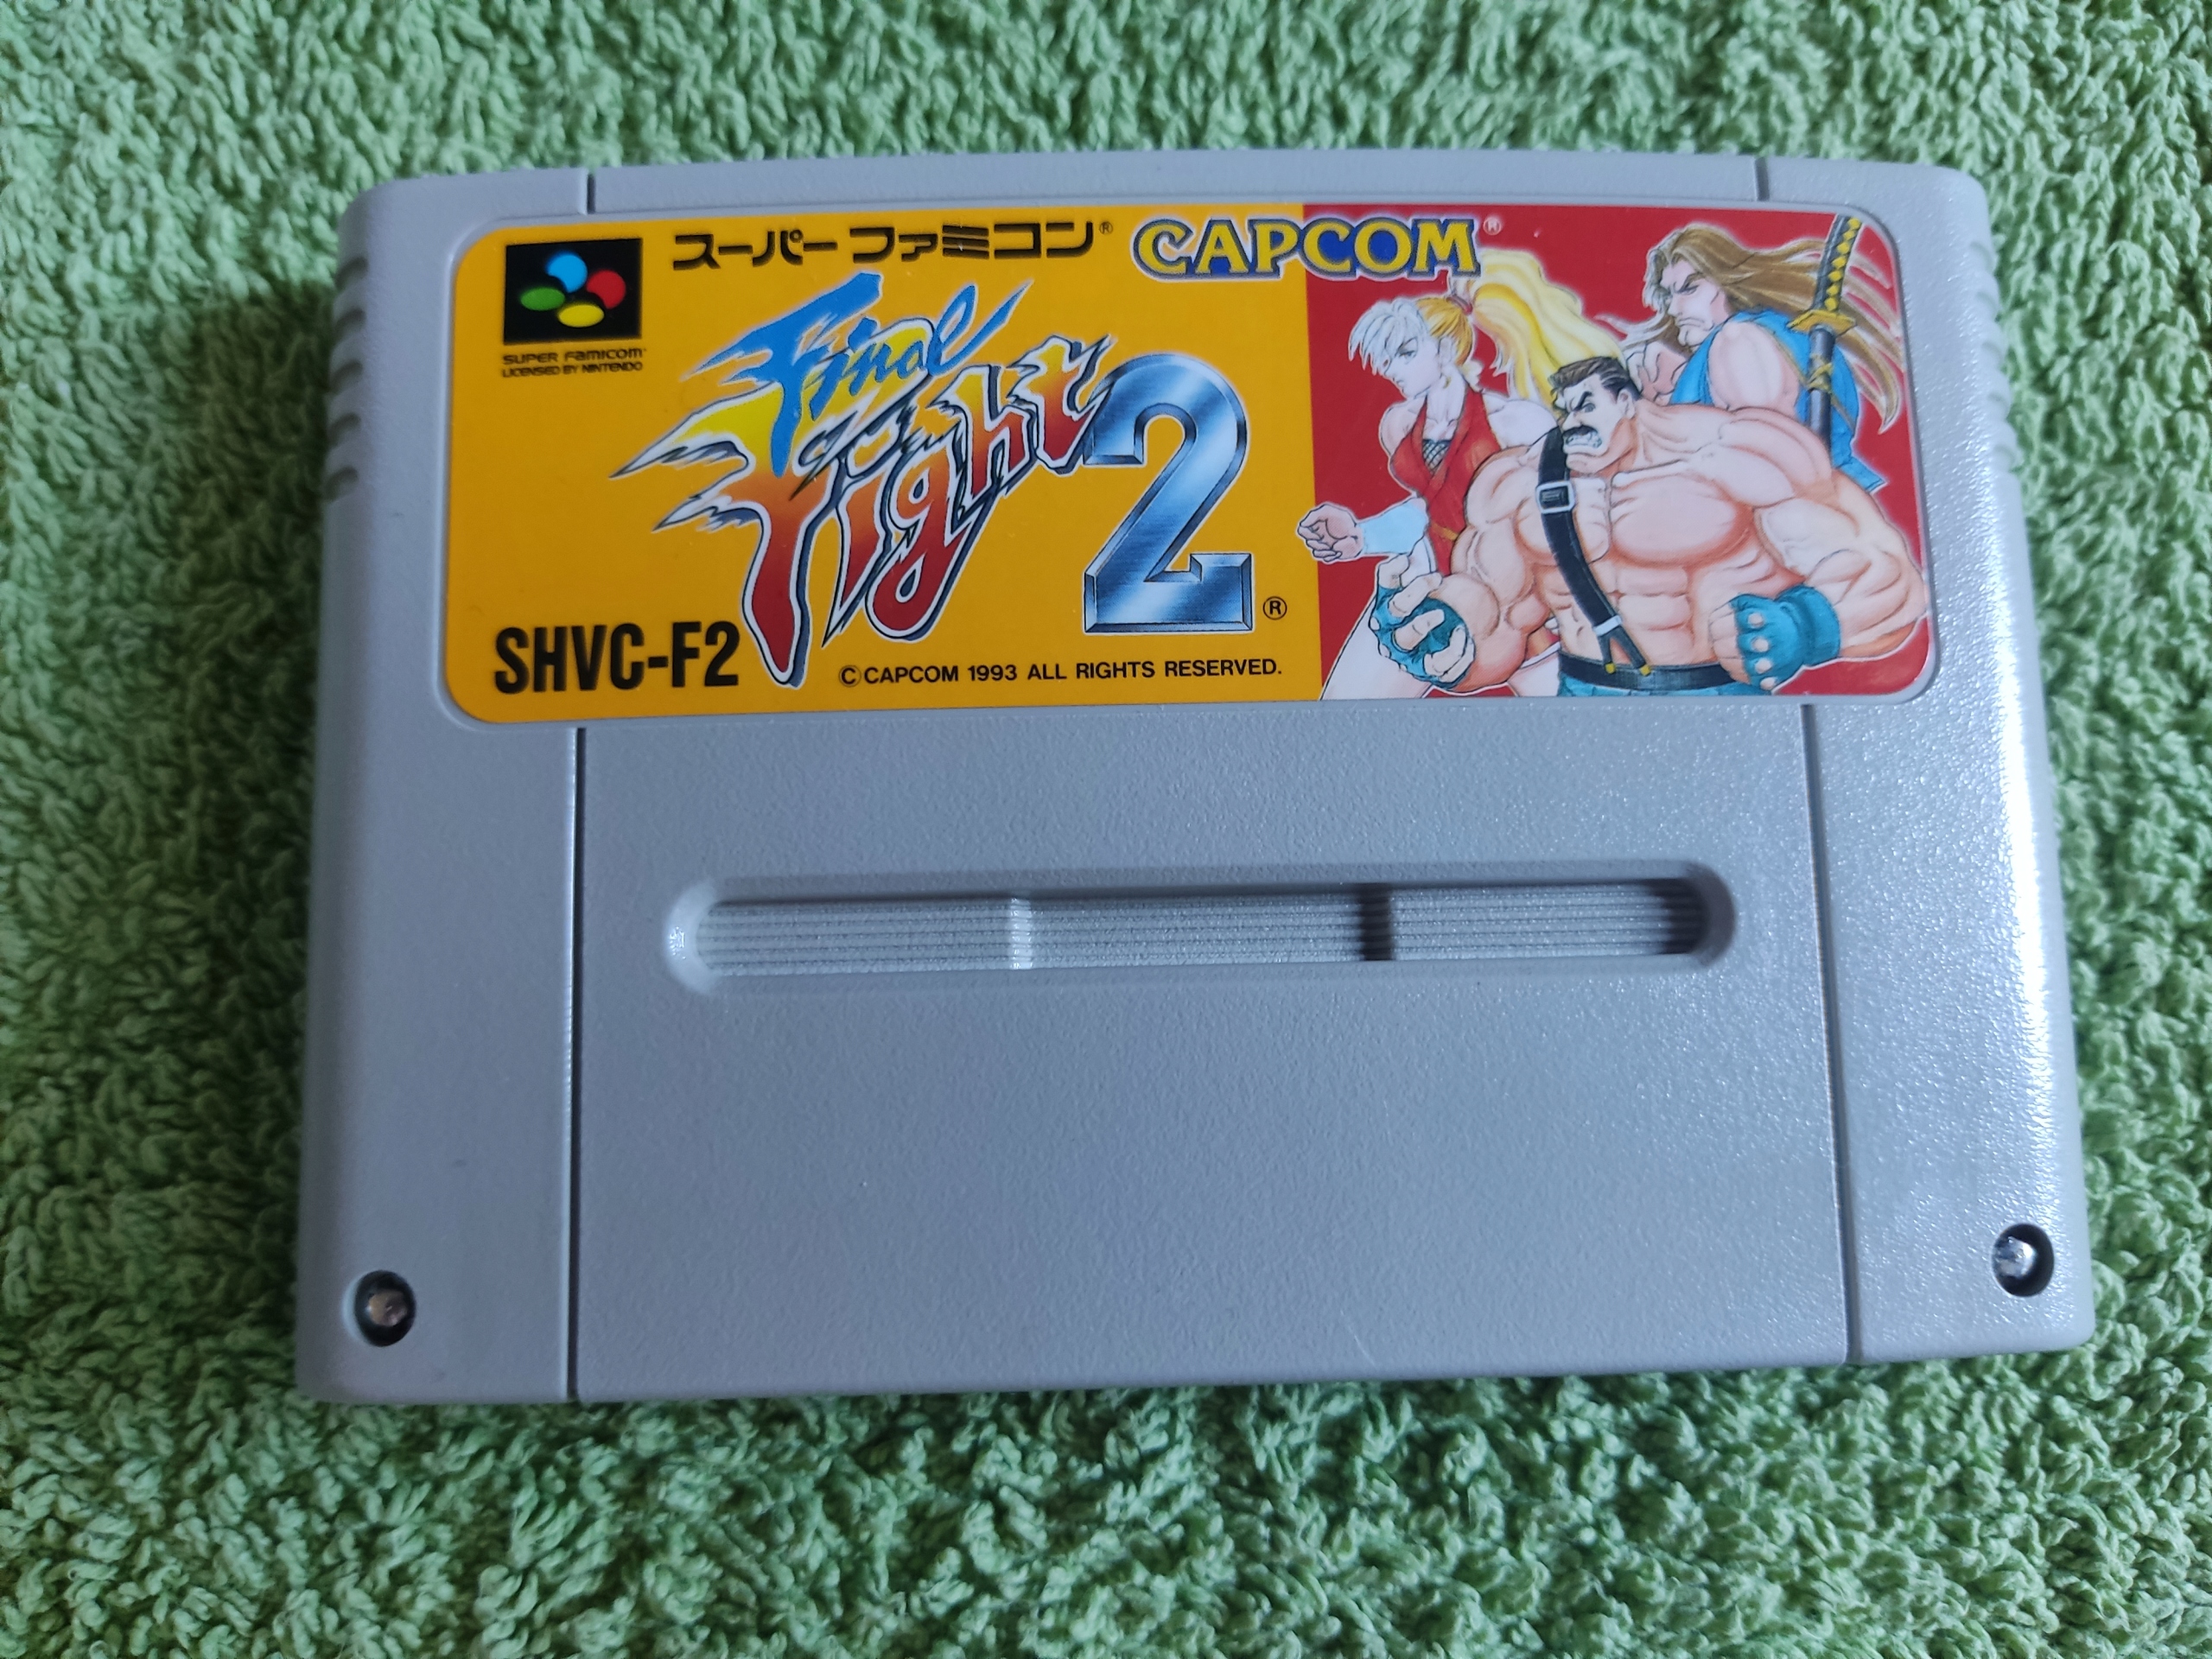 スーパーファミコン®
CAPCOM®
SUPER FAMICOM
LICENSED BY NINTENDO
Final
Fight 2®
SHVC-F2
©CAPCOM 1993 ALL RIGHTS RESERVED.